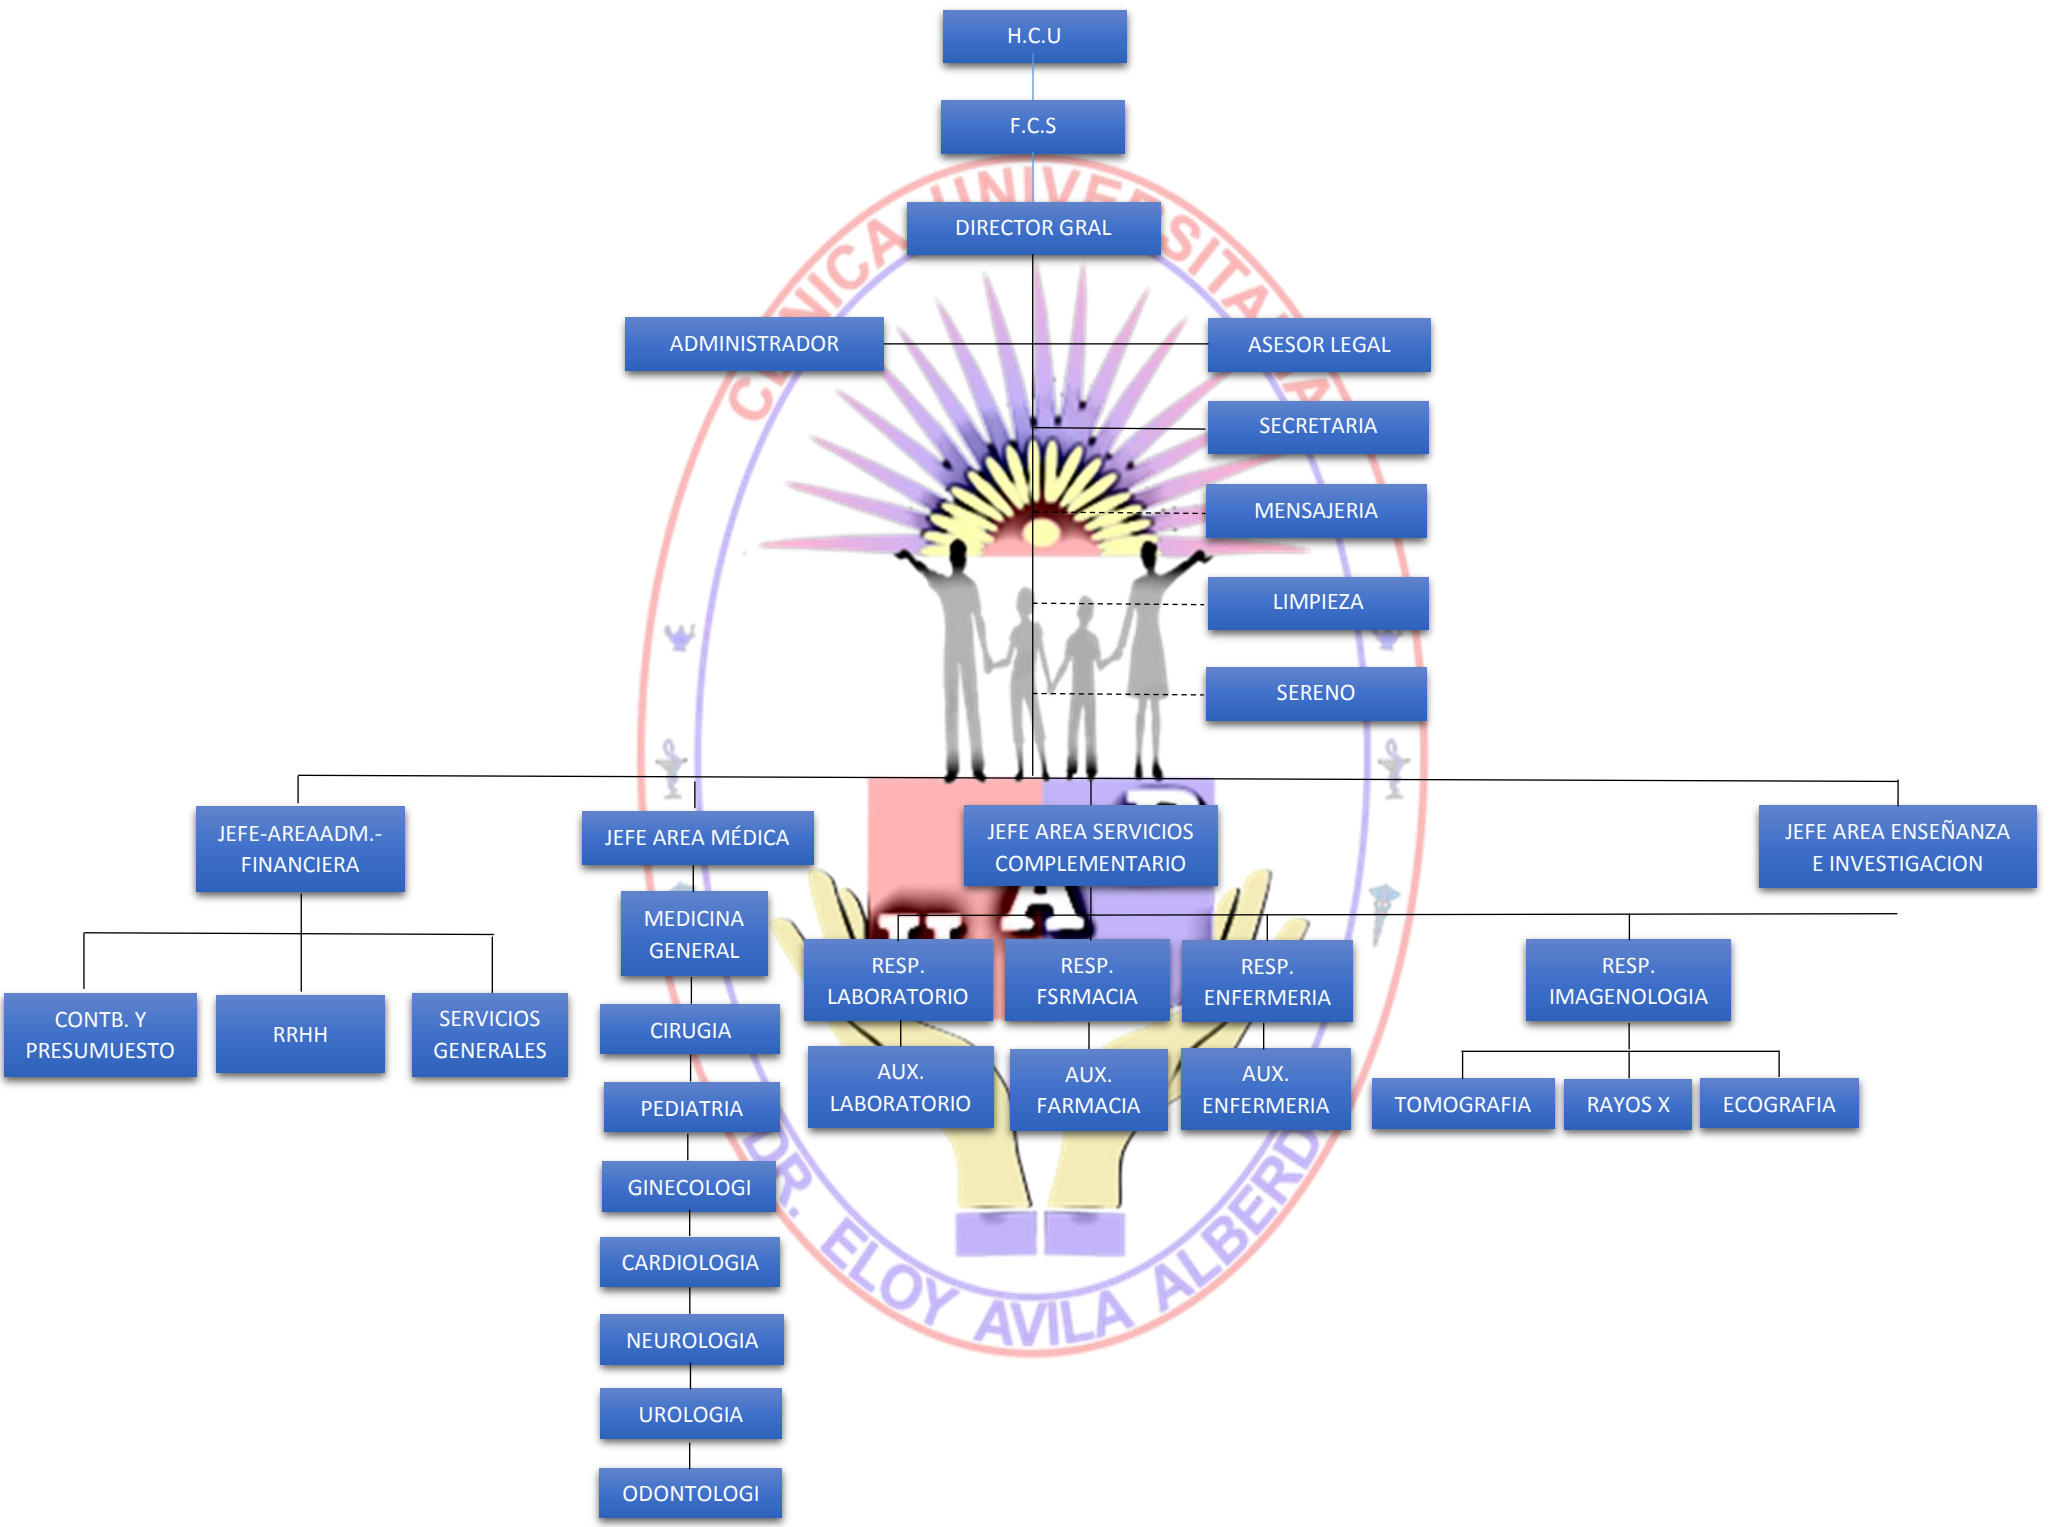 H.C.U
F.C.S
DIRECTOR GRAL
CLINICA UNIVERSITARIA
ADMINISTRADOR
ASESOR LEGAL
SECRETARIA
MENSAJERIA
LIMPIEZA
SERENO
JEFE-AREAADM.-
FINANCIERA
JEFE AREA MÉDICA
JEFE AREA SERVICIOS
COMPLEMENTARIO
JEFE AREA ENSEÑANZA
E INVESTIGACION
CONTB. Y
PRESUMUESTO
RRHH
SERVICIOS
GENERALES
MEDICINA
GENERAL
CIRUGIA
PEDIATRIA
GINECOLOGI
CARDIOLOGIA
NEUROLOGIA
UROLOGIA
ODONTOLOGI
RESP.
LABORATORIO
RESP.
FSRMACIA
RESP.
ENFERMERIA
RESP.
IMAGENOLOGIA
AUX.
LABORATORIO
AUX.
FARMACIA
AUX.
ENFERMERIA
TOMOGRAFIA
RAYOS X
ECOGRAFIA
DR. ELOY AVILA ALBERD